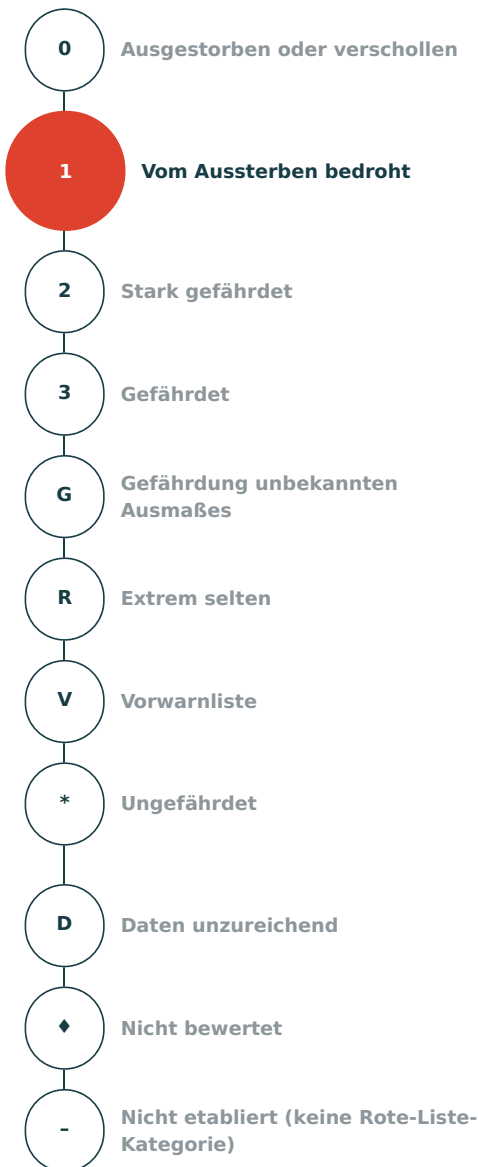 0 Ausgestorben oder verschollen
1 Vom Aussterben bedroht
2 Stark gefährdet
3 Gefährdet
G Gefährdung unbekannten
Ausmaßes
R Extrem selten
V Vorwarnliste
* Ungefährdet
D Daten unzureichend
♦ Nicht bewertet
– Nicht etabliert (keine Rote-Liste-
Kategorie)